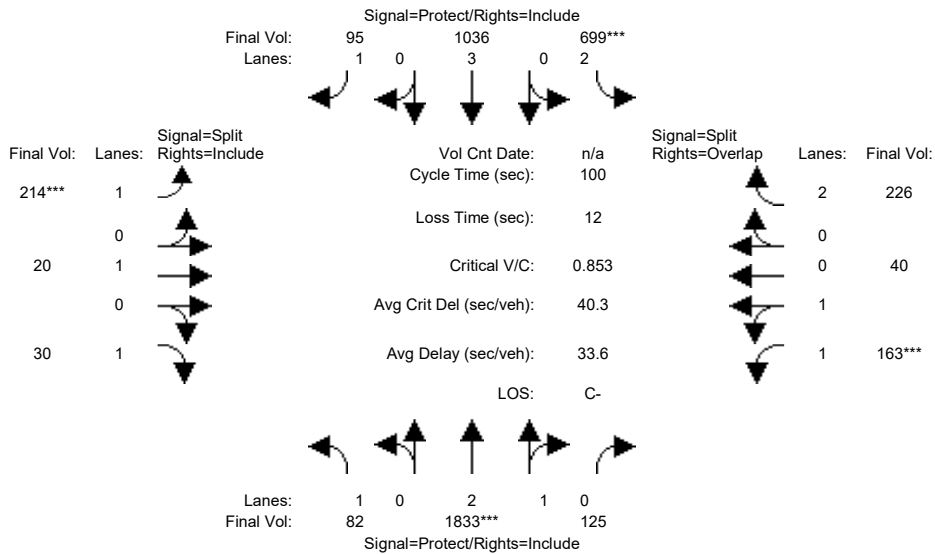 Signal=Protect/Rights=Include
Final Vol: 95 1036 699***
Lanes: 1 0 3 0 2
Signal=Split
Final Vol: Lanes: Rights=Include
Vol Cnt Date: n/a
Signal=Split
Rights=Overlap Lanes: Final Vol:
Cycle Time (sec): 100
214*** 1
2 226
Loss Time (sec): 12
0
0
20 1
Critical V/C: 0.853
0 40
0
Avg Crit Del (sec/veh): 40.3
1
30 1
Avg Delay (sec/veh): 33.6
1 163***
LOS: C-
Lanes: 1 0 2 1 0
Final Vol: 82 1833*** 125
Signal=Protect/Rights=Include